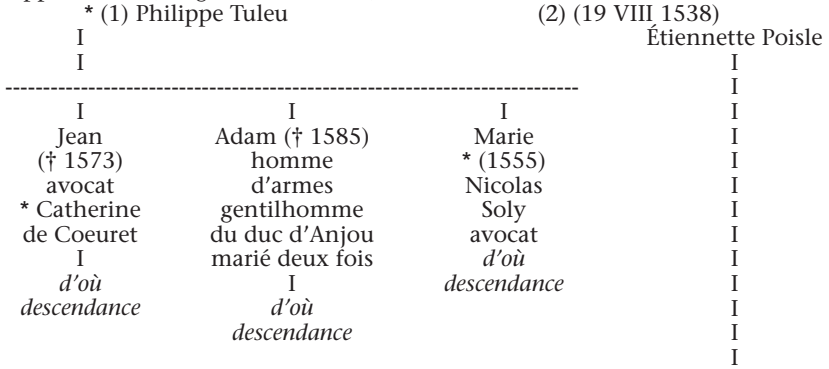 * (1) Philippe Tuleu (2) (19 VIII 1538)
I Étiennette Poisle
I I
---------------------------------------------------------------------------- I
I I I I
Jean Adam († 1585) Marie I
(† 1573) homme * (1555) I
avocat d’armes Nicolas I
* Catherine gentilhomme Soly I
de Coeuret du duc d’Anjou avocat I
I marié deux fois d’où I
d’où I descendance I
descendance d’où I
descendance I
I